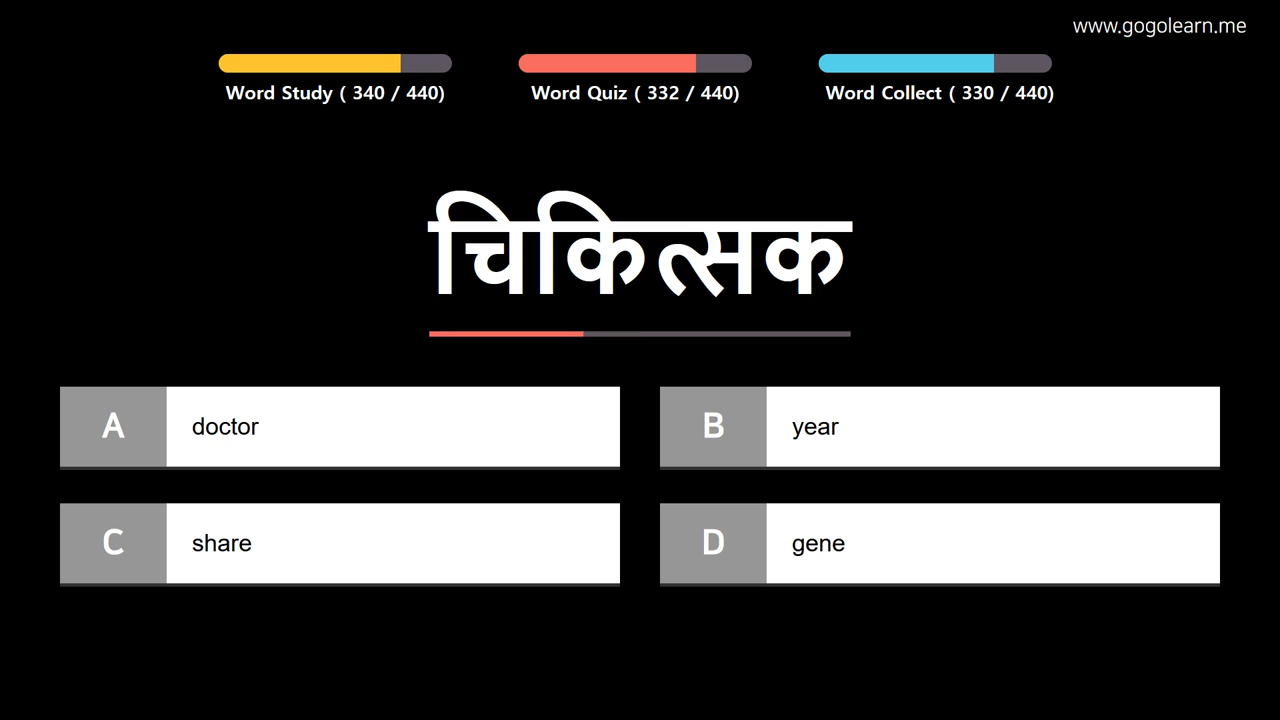 www.gogolearn.me
Word Study ( 340 / 440)
Word Quiz ( 332 / 440)
Word Collect ( 330 / 440)
चिकित्सक
A doctor
B year
C share
D gene